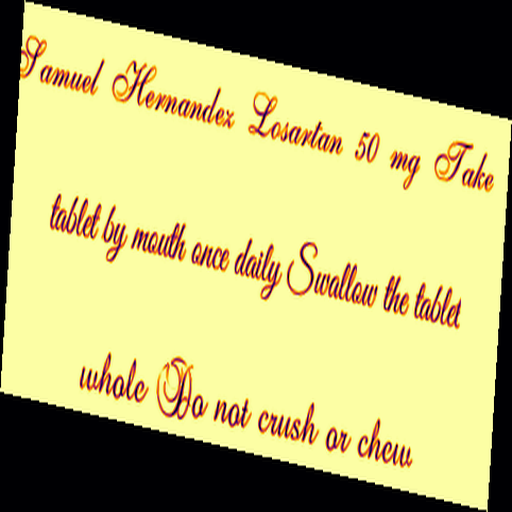 Samuel Hernandez Losartan 50 mg Take
tablet by mouth once daily Swallow the tablet
whole Do not crush or chew